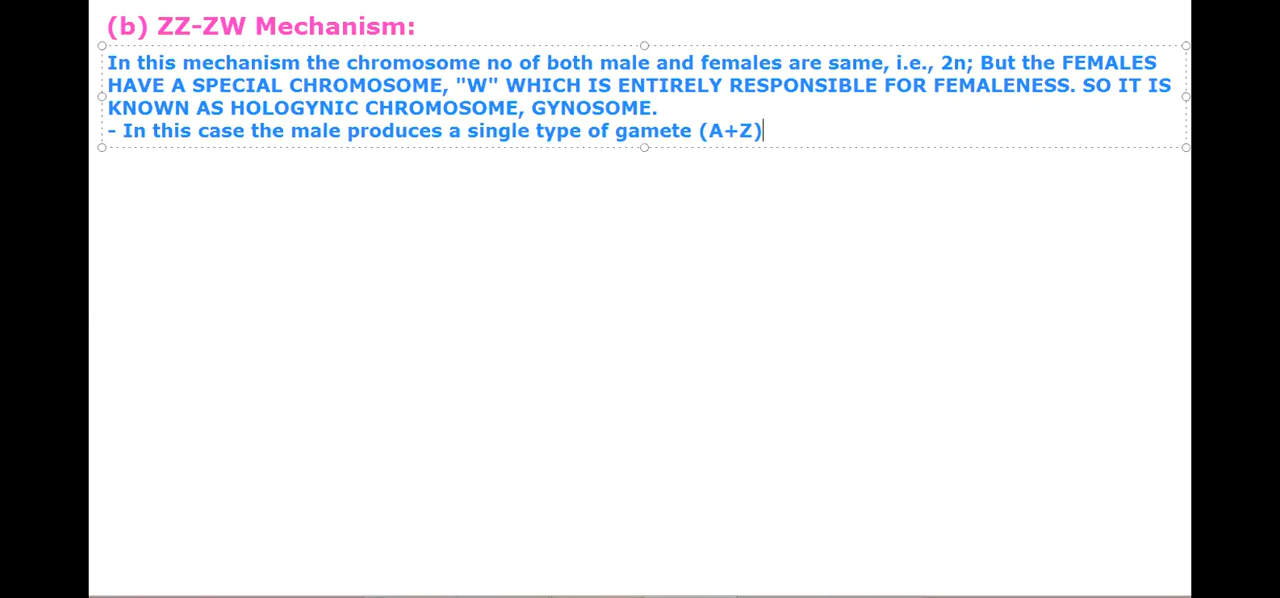 (b) ZZ-ZW Mechanism:
In this mechanism the chromosome no of both male and females are same, i.e., 2n; But the FEMALES
HAVE A SPECIAL CHROMOSOME, "W" WHICH IS ENTIRELY RESPONSIBLE FOR FEMALENESS. SO IT IS
KNOWN AS HOLOGYNIC CHROMOSOME, GYNOSOME.
- In this case the male produces a single type of gamete (A+Z)